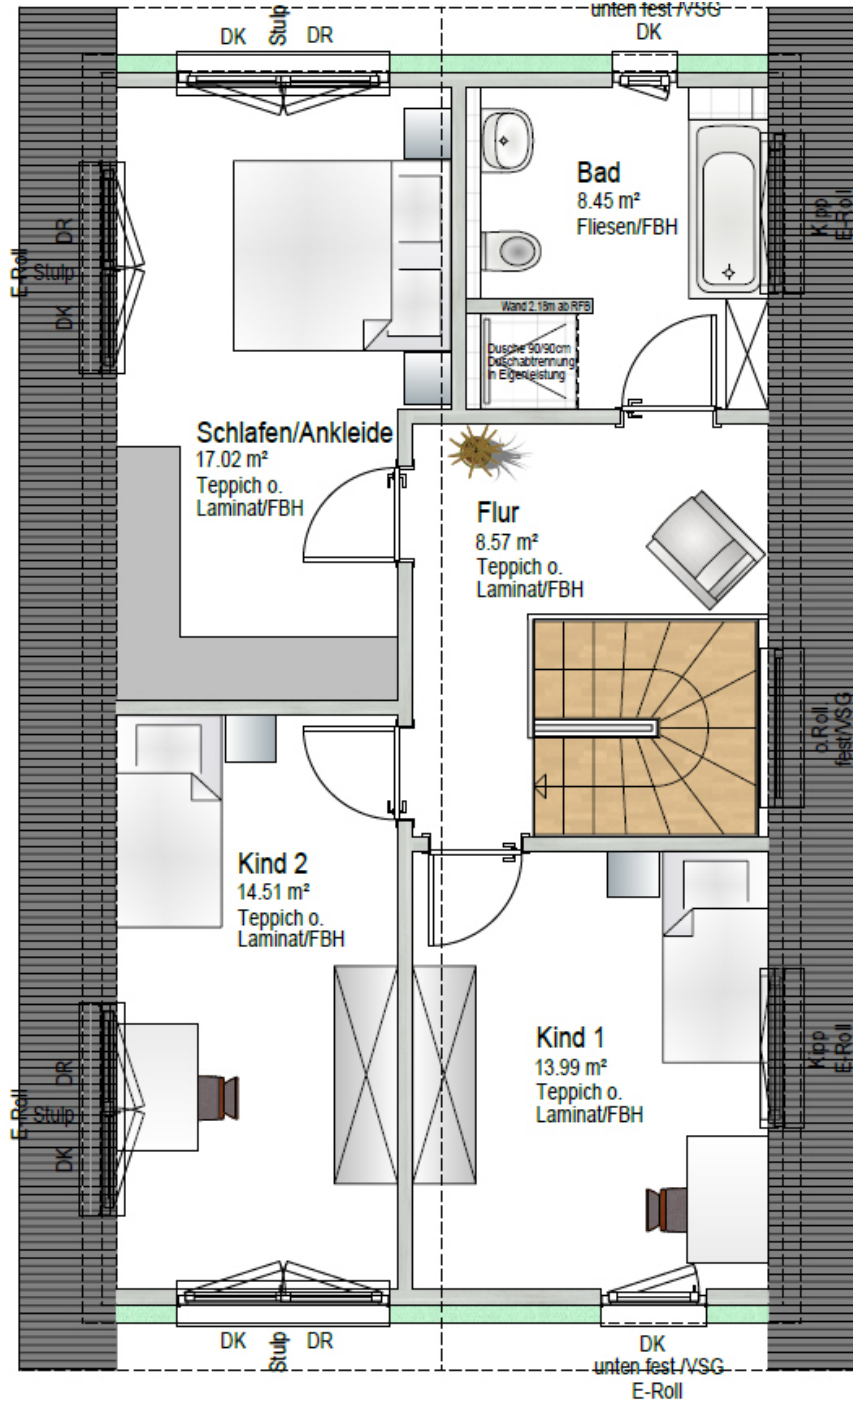 unten fest /VSG
DK Stulp DR
DK
Bad
8.45 m²
Fliesen/FBH
Kipp
E-Roll
E-Roll
DK Stulp DR
Wand 2.18m ab RFB
Dusche 90/90cm
Duschabtrennung
in Eigenleistung
Schlafen/Ankleide
17.02 m²
Teppich o.
Laminat/FBH
Flur
8.57 m²
Teppich o.
Laminat/FBH
o.Roll
fest/VSG
Kind 2
14.51 m²
Teppich o.
Laminat/FBH
Kind 1
13.99 m²
Teppich o.
Laminat/FBH
Kipp
E-Roll
E-Roll
DK Stulp DR
DK Stulp DR
DK
unten fest /VSG
E-Roll